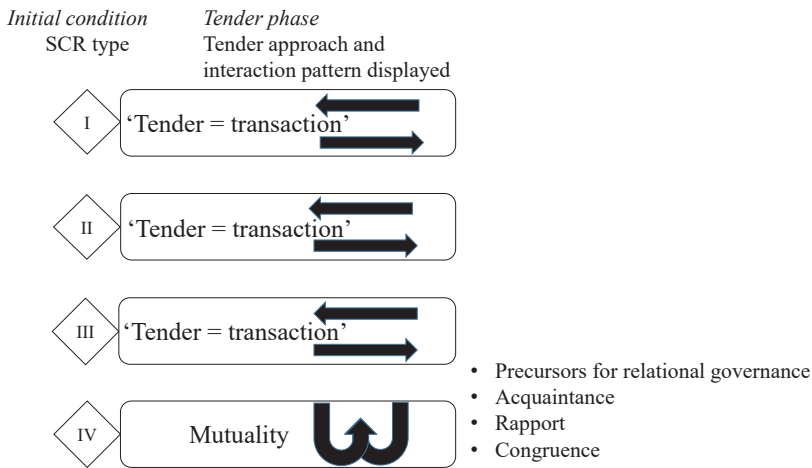 Initial condition
SCR type
Tender phase
Tender approach and
interaction pattern displayed
I
‘Tender = transaction’
II
‘Tender = transaction’
III
‘Tender = transaction’
IV
Mutuality
• Precursors for relational governance
• Acquaintance
• Rapport
• Congruence